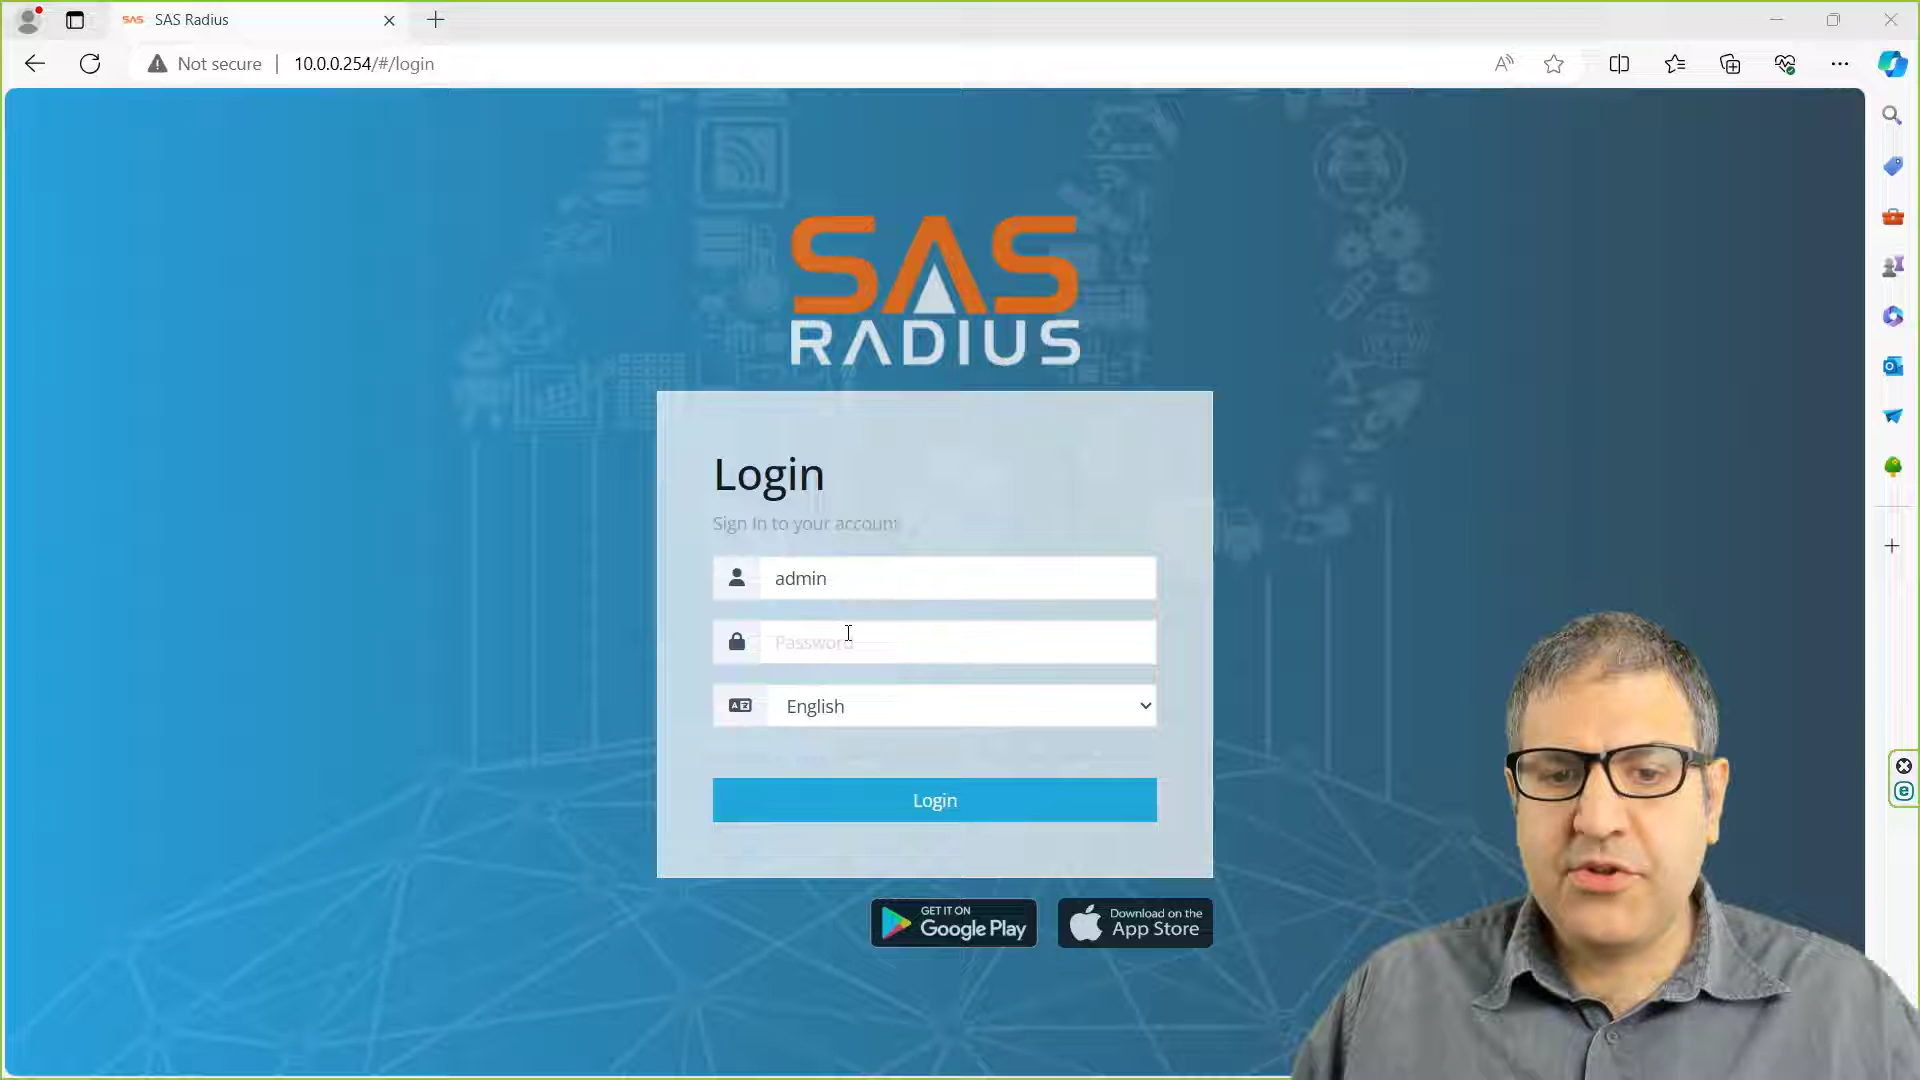 SAS Radius
Not secure
10.0.0.254/#/login
SAS
RADIUS
Login
Sign In to your account
admin
Password
English
Login
GET IT ON
Google Play
Download on the
App Store